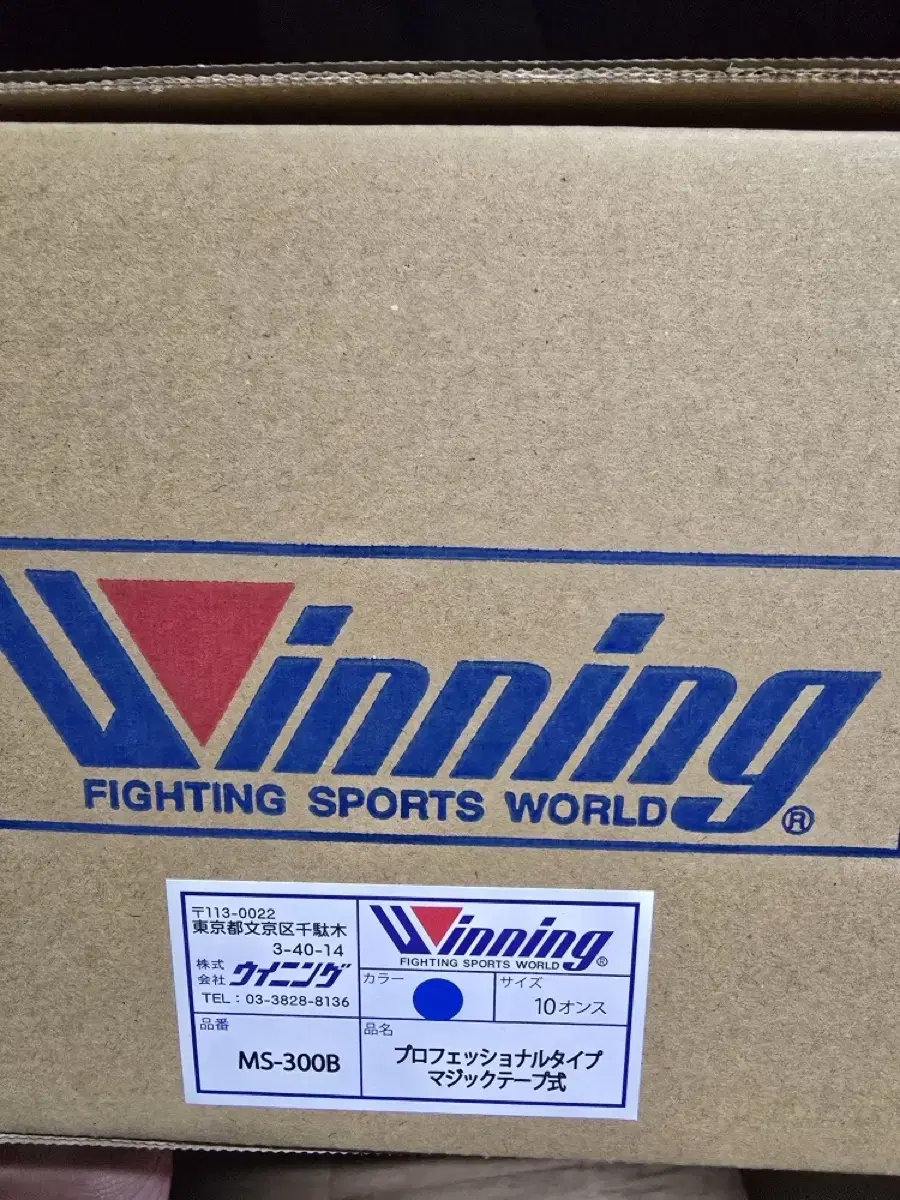 Winning®
FIGHTING SPORTS WORLD
〒113-0022
東京都文京区千駄木
3-40-14
株式会社 ウイニング
TEL：03-3828-8136
Winning®
FIGHTING SPORTS WORLD
カラー
サイズ
10オンス
品番
MS-300B
品名
プロフェッショナルタイプ
マジックテープ式